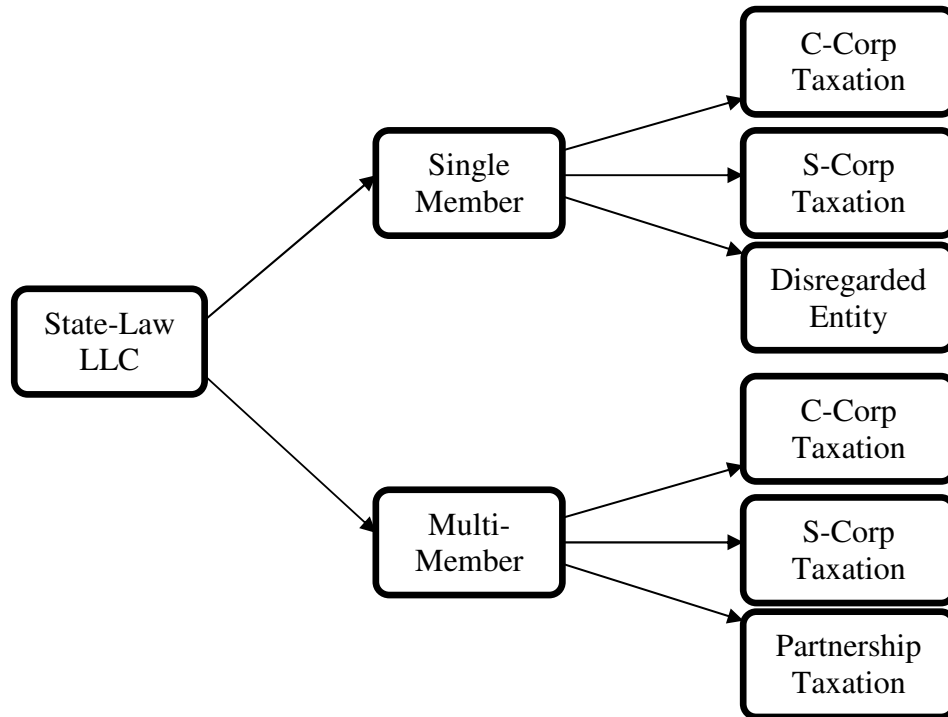 C-Corp
Taxation
Single
Member
S-Corp
Taxation
Disregarded
Entity
State-Law
LLC
C-Corp
Taxation
Multi-
Member
S-Corp
Taxation
Partnership
Taxation